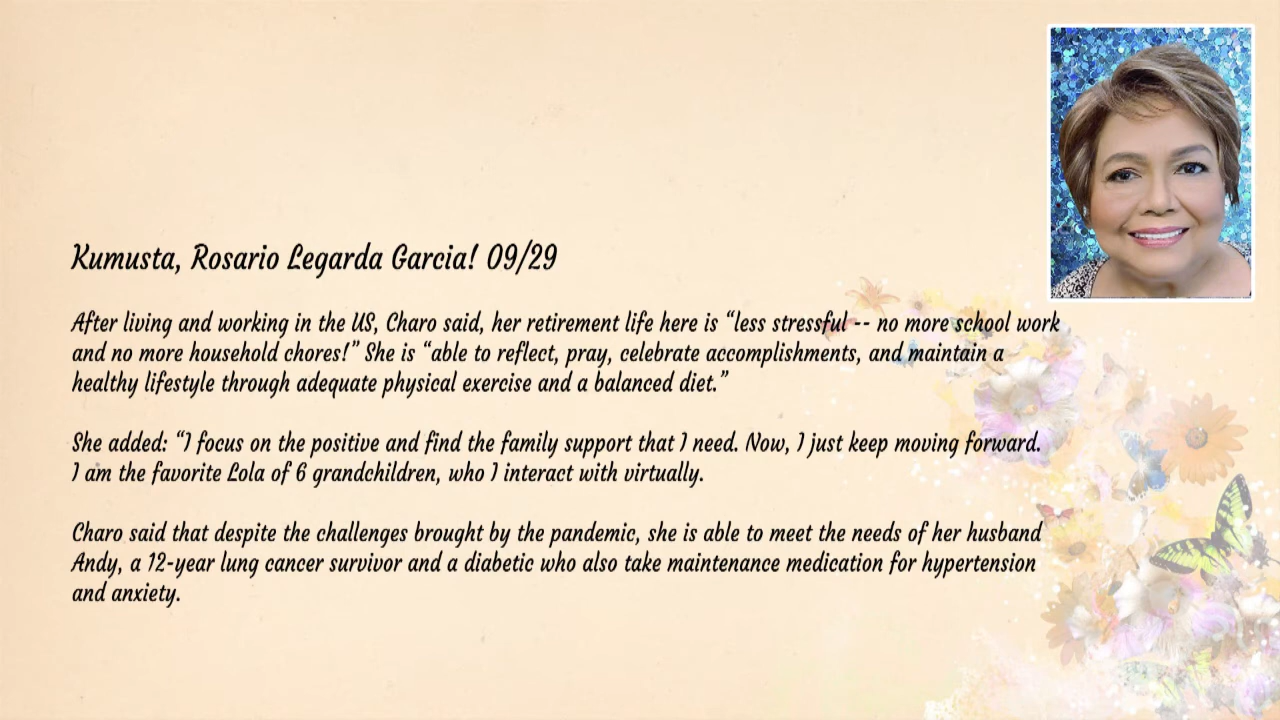 Kumusta, Rosario Legarda Garcia! 09/29
After living and working in the US, Charo said, her retirement life here is “less stressful -- no more school work
and no more household chores!” She is “able to reflect, pray, celebrate accomplishments, and maintain a
healthy lifestyle through adequate physical exercise and a balanced diet.”
She added: “I focus on the positive and find the family support that I need. Now, I just keep moving forward.
I am the favorite Lola of 6 grandchildren, who I interact with virtually.
Charo said that despite the challenges brought by the pandemic, she is able to meet the needs of her husband
Andy, a 12-year lung cancer survivor and a diabetic who also take maintenance medication for hypertension
and anxiety.